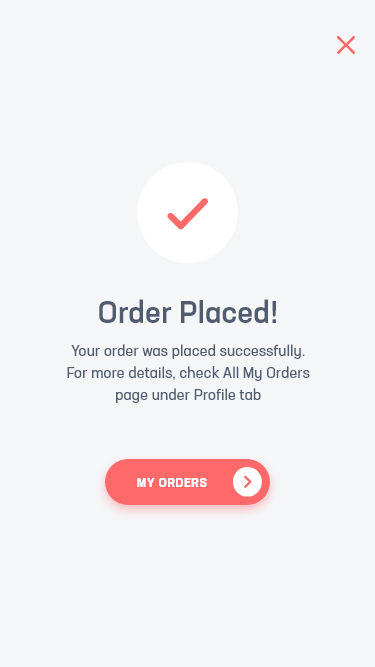 Order Placed!
Your order was placed successfully.
For more details, check All My Orders
page under Profile tab
MY ORDERS